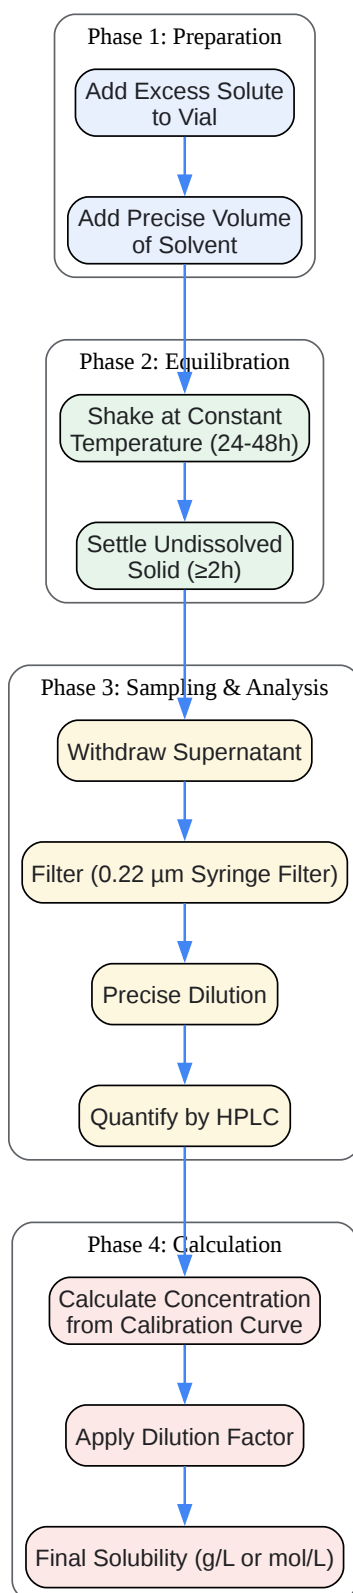 Phase 1: Preparation
Add Excess Solute
to Vial
Add Precise Volume
of Solvent
Phase 2: Equilibration
Shake at Constant
Temperature (24-48h)
Settle Undissolved
Solid (≥2h)
Phase 3: Sampling & Analysis
Withdraw Supernatant
Filter (0.22 µm Syringe Filter)
Precise Dilution
Quantify by HPLC
Phase 4: Calculation
Calculate Concentration
from Calibration Curve
Apply Dilution Factor
Final Solubility (g/L or mol/L)